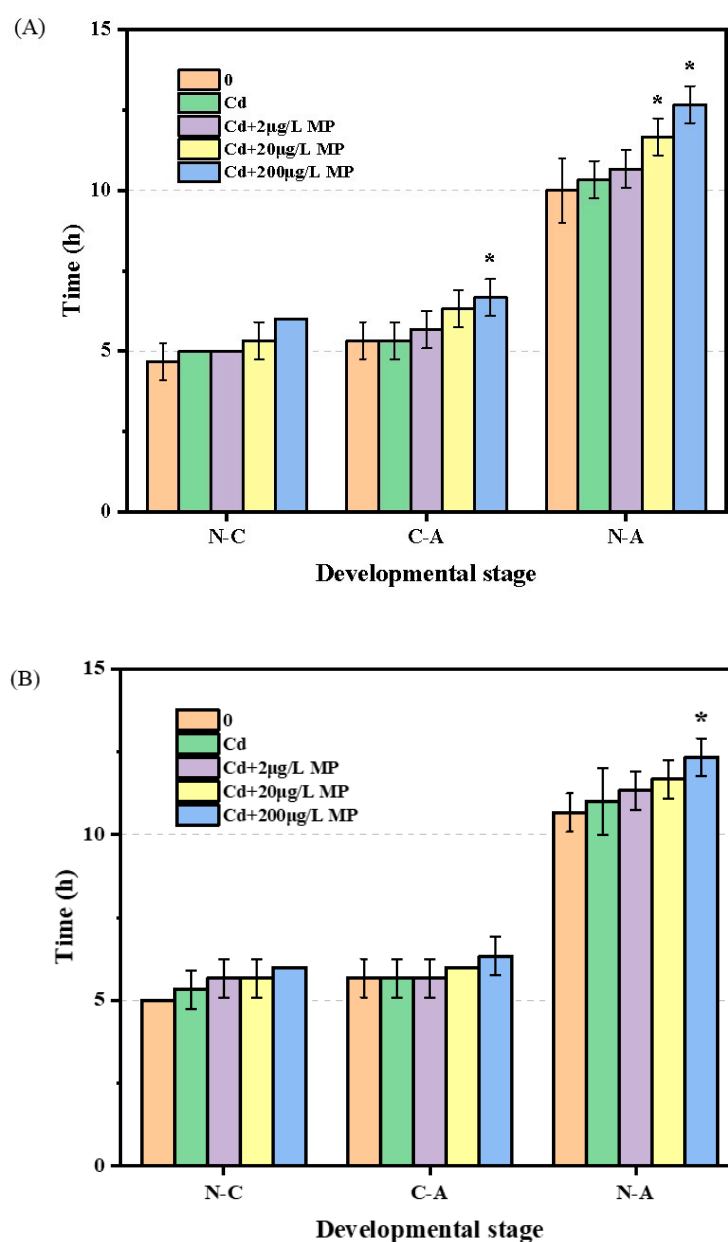 (A)
15
10
5
0
Time (h)
0
Cd
Cd+2μg/L MP
Cd+20μg/L MP
Cd+200μg/L MP
*
*
*
N-C C-A N-A
Developmental stage
(B)
15
10
5
0
Time (h)
0
Cd
Cd+2μg/L MP
Cd+20μg/L MP
Cd+200μg/L MP
*
N-C C-A N-A
Developmental stage